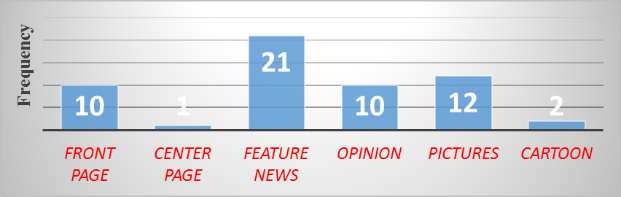 Frequency
10
1
21
10
12
2
FRONT PAGE
CENTER PAGE
FEATURE NEWS
OPINION
PICTURES
CARTOON